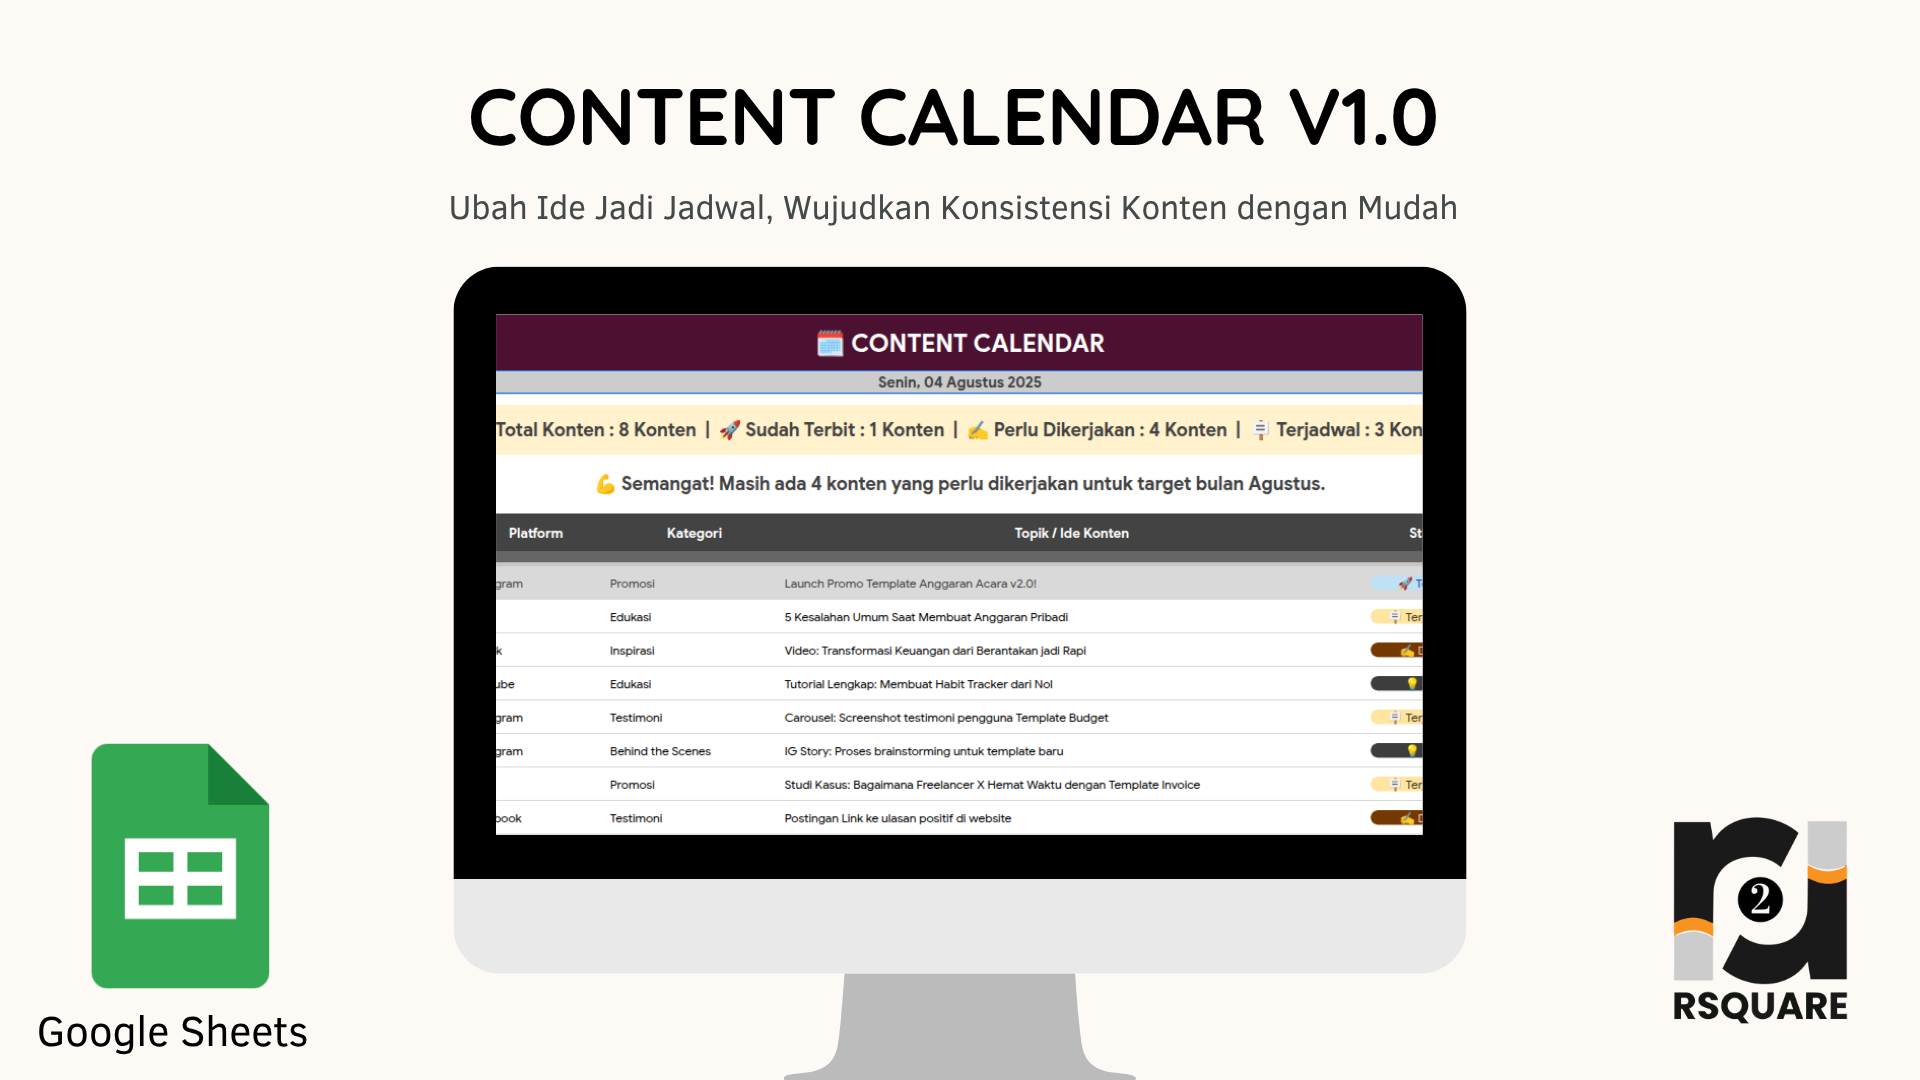 CONTENT CALENDAR V1.0
Ubah Ide Jadi Jadwal, Wujudkan Konsistensi Konten dengan Mudah
🗓️ CONTENT CALENDAR
Senin, 04 Agustus 2025
Total Konten : 8 Konten | 🚀 Sudah Terbit : 1 Konten | ✍️ Perlu Dikerjakan : 4 Konten | 🪧 Terjadwal : 3 Kon
💪 Semangat! Masih ada 4 konten yang perlu dikerjakan untuk target bulan Agustus.
Platform Kategori Topik / Ide Konten St
gram Promosi Launch Promo Template Anggaran Acara v2.0! 🚀 T
Edukasi 5 Kesalahan Umum Saat Membuat Anggaran Pribadi 🪧 Ter
k Inspirasi Video: Transformasi Keuangan dari Berantakan jadi Rapi ✍️ D
ube Edukasi Tutorial Lengkap: Membuat Habit Tracker dari Nol 💡
gram Testimoni Carousel: Screenshot testimoni pengguna Template Budget 🪧 Ter
gram Behind the Scenes IG Story: Proses brainstorming untuk template baru 💡
Promosi Studi Kasus: Bagaimana Freelancer X Hemat Waktu dengan Template Invoice 🪧 Ter
book Testimoni Postingan Link ke ulasan positif di website ✍️ D
Google Sheets
2
RSQUARE